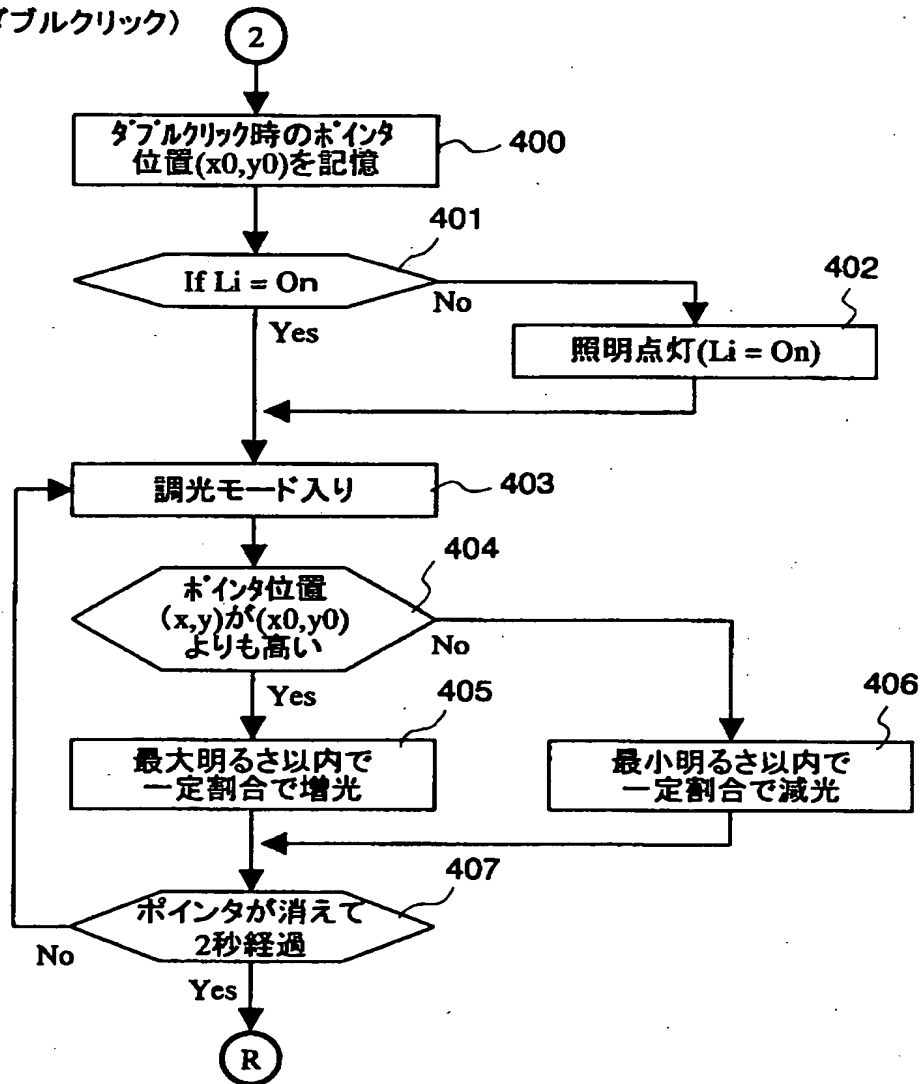 ダブルクリック)
2
ダブルクリック時のポインタ
位置(x0,y0)を記憶
400
401
If Li = On
No
Yes
402
照明点灯(Li = On)
調光モード入り
403
404
ポインタ位置
(x,y)が(x0,y0)
よりも高い
No
Yes
405
最大明るさ以内で
一定割合で増光
406
最小明るさ以内で
一定割合で減光
407
ポインタが消えて
2秒経過
No
Yes
R